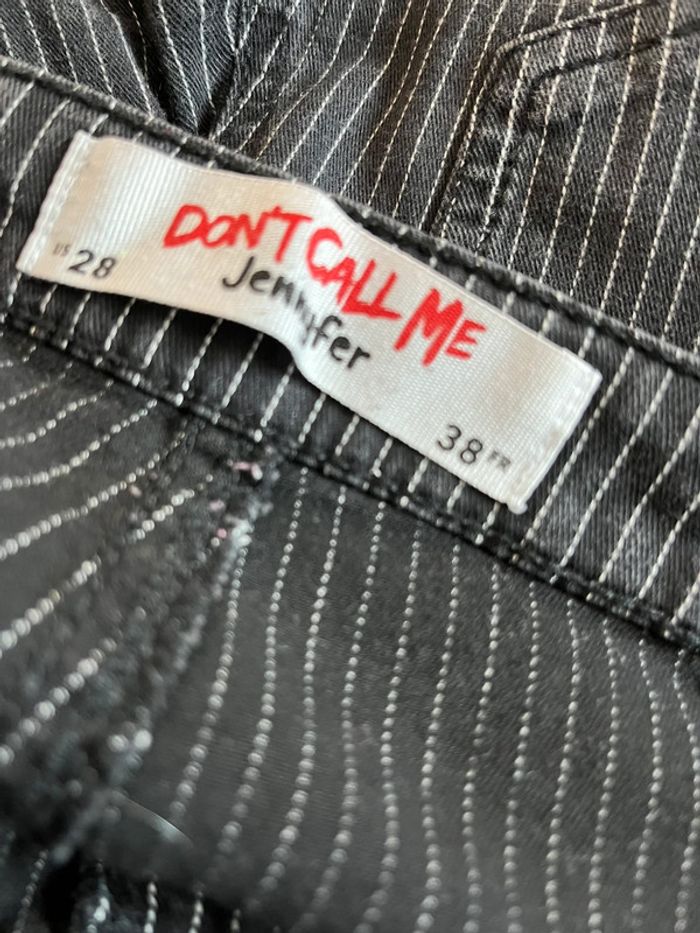 DON'T CALL ME
Jennyfer
US 28
38 FR